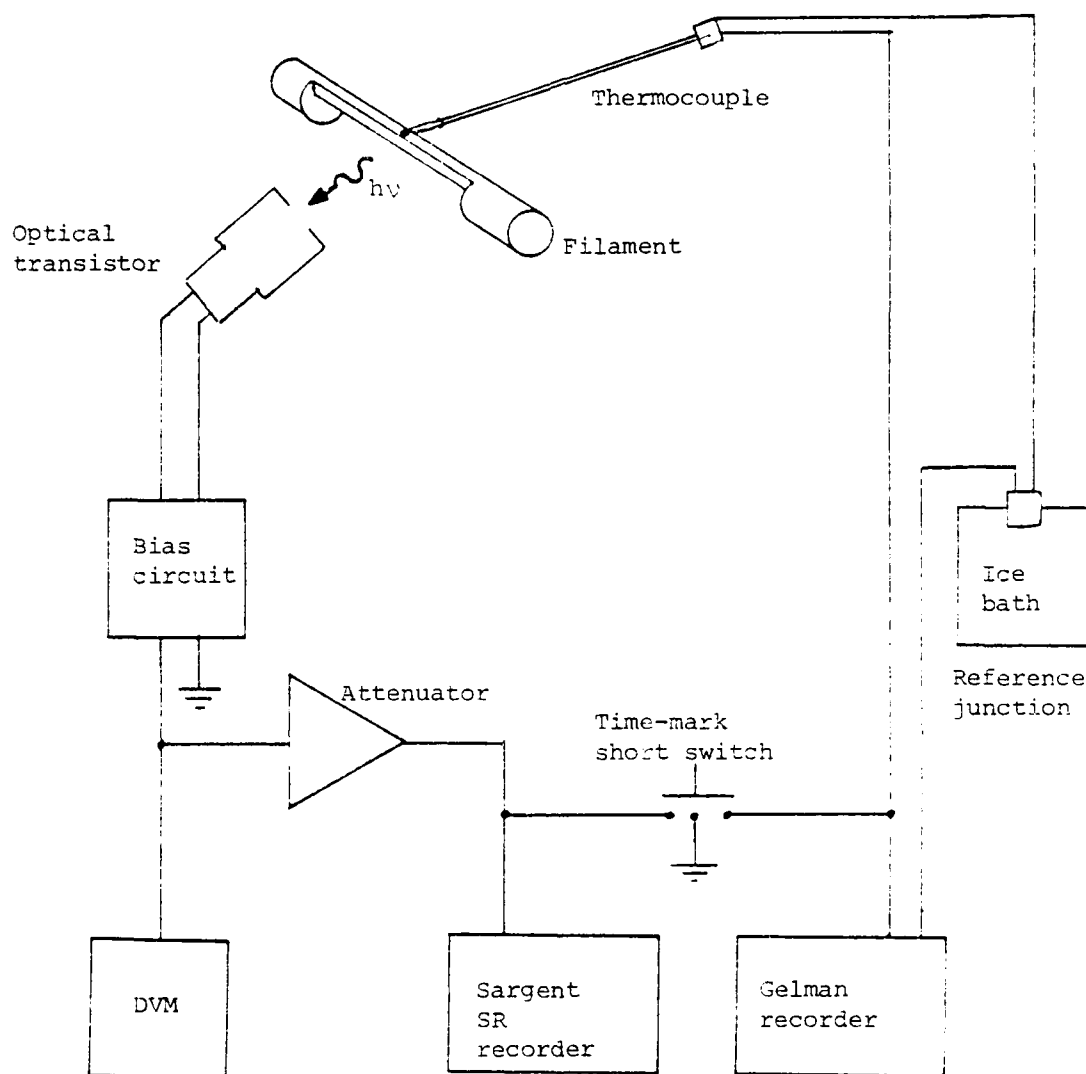 Thermocouple
hν
Filament
Optical
transistor
Bias
circuit
Ice
bath
Reference
junction
Attenuator
Time-mark
short switch
DVM
Sargent
SR
recorder
Gelman
recorder